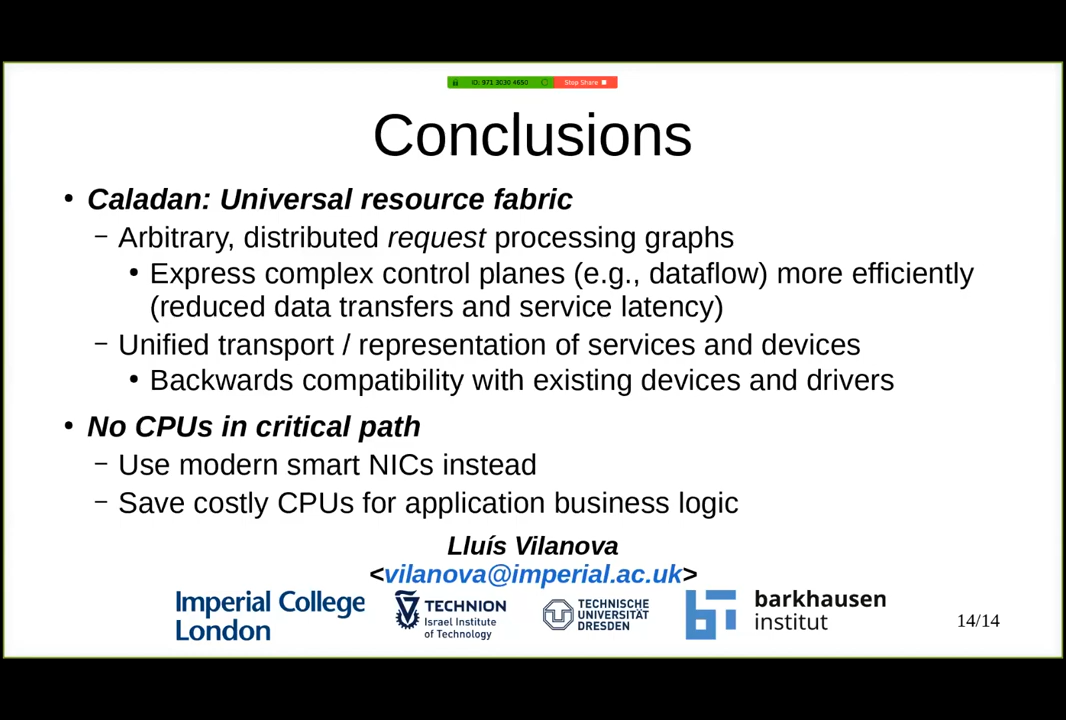 ID: 971 3030 4650 Stop Share
Conclusions
• Caladan: Universal resource fabric
– Arbitrary, distributed request processing graphs
• Express complex control planes (e.g., dataflow) more efficiently
(reduced data transfers and service latency)
– Unified transport / representation of services and devices
• Backwards compatibility with existing devices and drivers
• No CPUs in critical path
– Use modern smart NICs instead
– Save costly CPUs for application business logic
Lluís Vilanova
<vilanova@imperial.ac.uk>
Imperial College
London
TECHNION
Israel Institute
of Technology
TECHNISCHE
UNIVERSITÄT
DRESDEN
barkhausen
institut
14/14